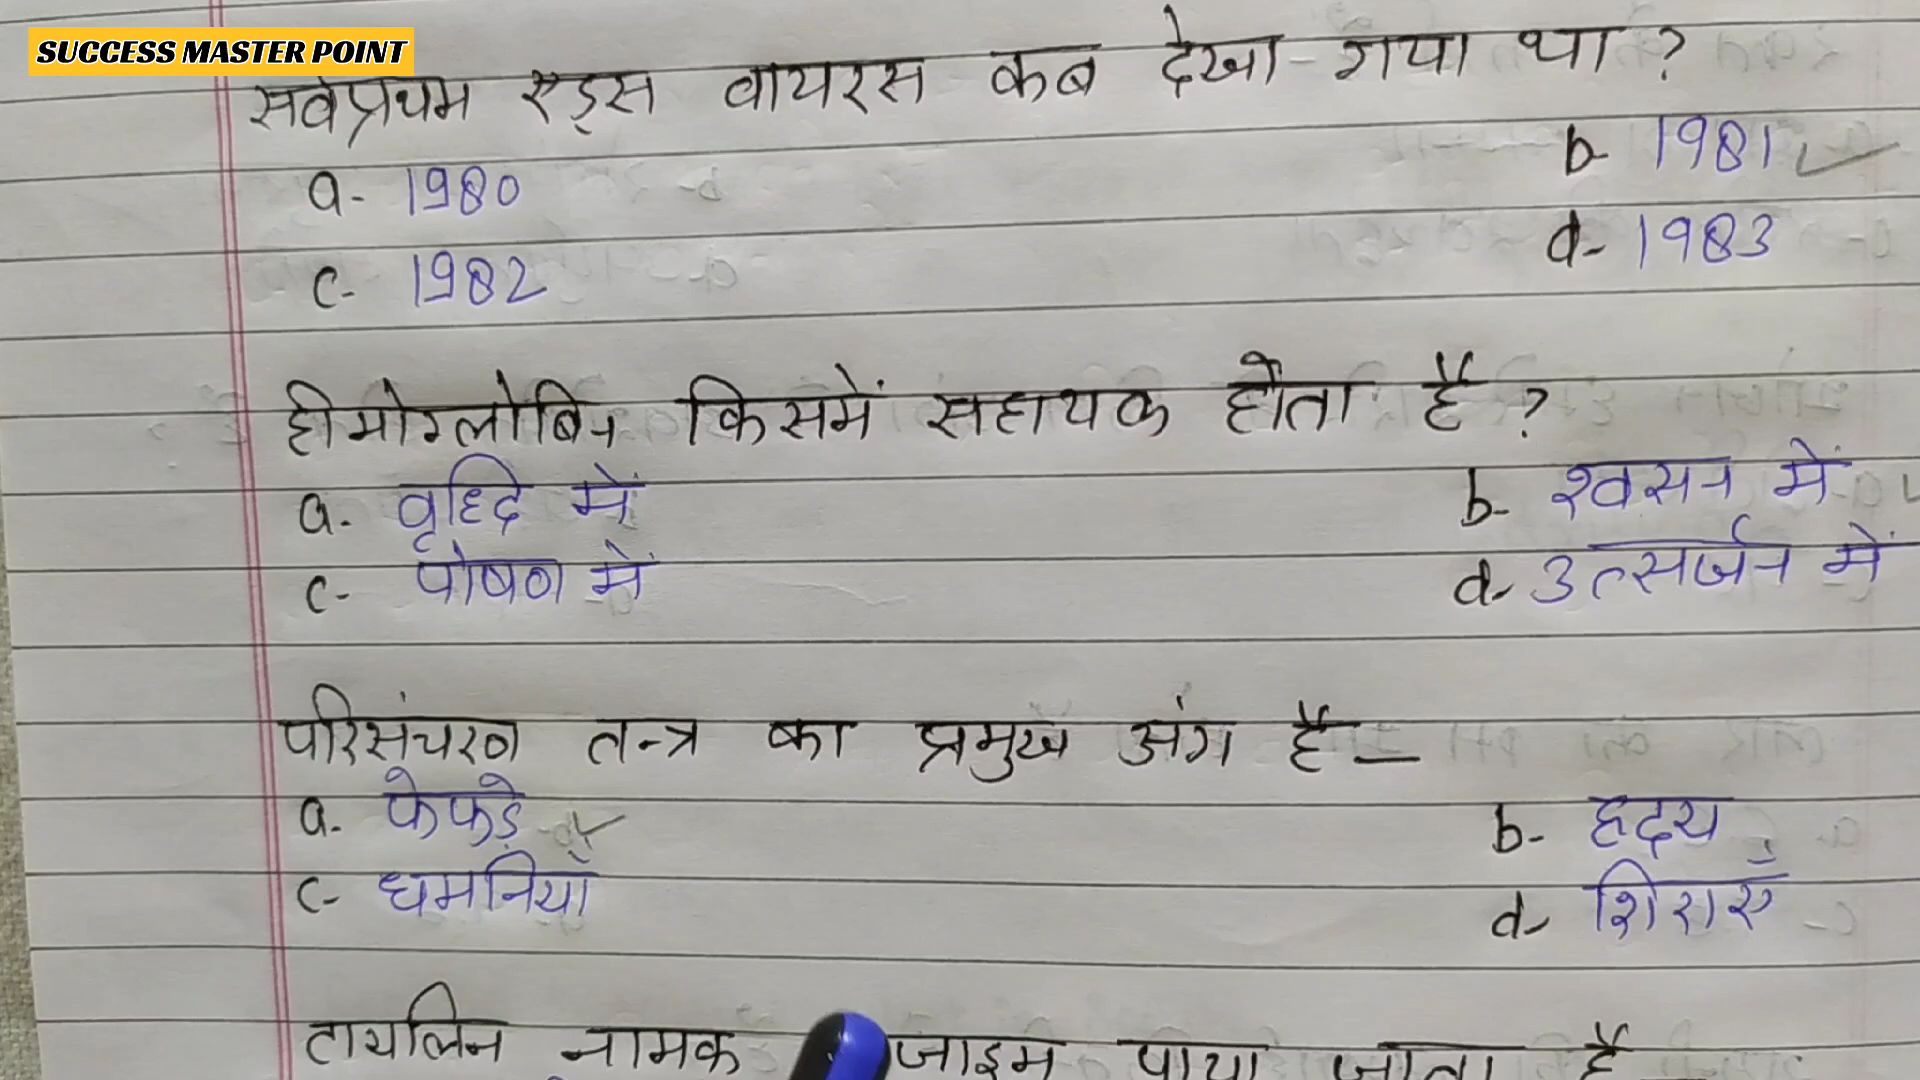 SUCCESS MASTER POINT
सर्वप्रथम एड्स वायरस कब देखा गया था ?
a- 1980
b- 1981
c- 1982
d- 1983
हीमोग्लोबिन किसमें सहायक होता है ?
a- वृध्दि में
b- श्वसन में
c- पोषण में
d- उत्सर्जन में
परिसंचरण तन्त्र का प्रमुख अंग है —
a- फेफड़े
b- हृदय
c- धमनियाँ
d- शिराएँ
टायलिन नामक जाइम पाया जाता है